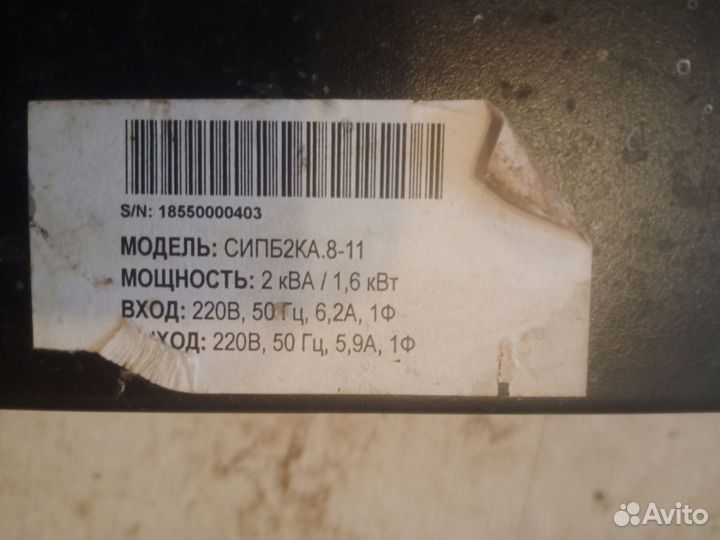 S/N: 18550000403
МОДЕЛЬ: СИПБ2КА.8-11
МОЩНОСТЬ: 2 кВА / 1,6 кВт
ВХОД: 220В, 50 Гц, 6,2А, 1Ф
220В, 50 Гц, 5,9А, 1Ф
Avito